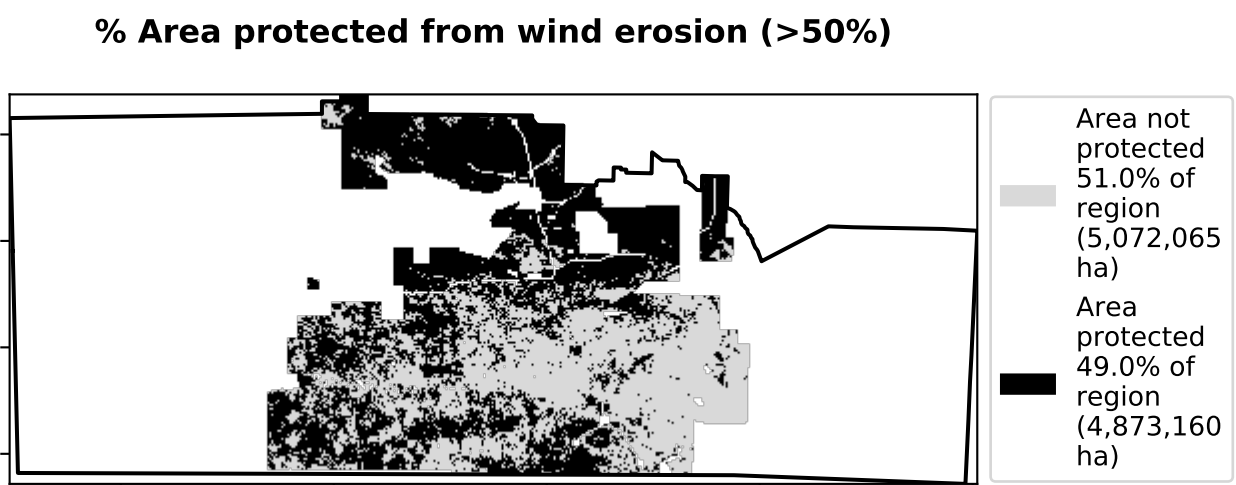 % Area protected from wind erosion (>50%)
Area not
protected
51.0% of
region
(5,072,065
ha)
Area
protected
49.0% of
region
(4,873,160
ha)